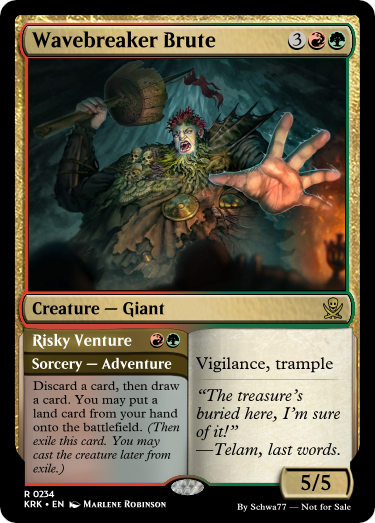 Wavebreaker Brute 3
Creature — Giant
Risky Venture
Sorcery — Adventure
Discard a card, then draw
a card. You may put a
land card from your hand
onto the battlefield. (Then
exile this card. You may
cast the creature later from
exile.)
Vigilance, trample
“The treasure’s
buried here, I’m sure
of it!”
—Telam, last words.
5/5
R 0234
KRK • EN Marlene Robinson
By Schwa77 — Not for Sale